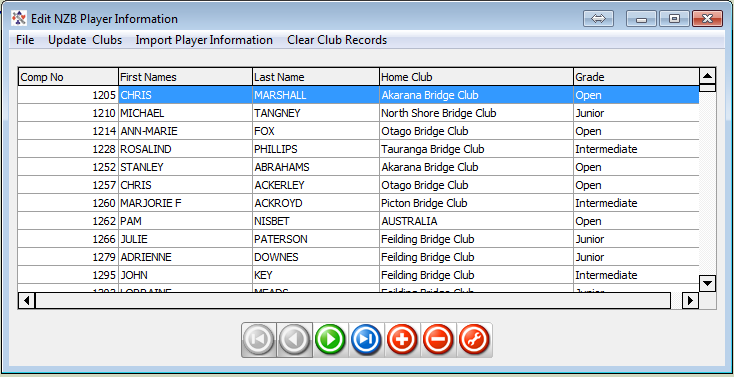 Edit NZB Player Information
File Update Clubs Import Player Information Clear Club Records
Comp No First Names Last Name Home Club Grade
1205 CHRIS MARSHALL Akarana Bridge Club Open
1210 MICHAEL TANGNEY North Shore Bridge Club Junior
1214 ANN-MARIE FOX Otago Bridge Club Open
1228 ROSALIND PHILLIPS Tauranga Bridge Club Intermediate
1252 STANLEY ABRAHAMS Akarana Bridge Club Open
1257 CHRIS ACKERLEY Otago Bridge Club Open
1260 MARJORIE F ACKROYD Picton Bridge Club Intermediate
1262 PAM NISBET AUSTRALIA Open
1266 JULIE PATERSON Feilding Bridge Club Junior
1279 ADRIENNE DOWNES Feilding Bridge Club Junior
1295 JOHN KEY Feilding Bridge Club Intermediate
LORRAINE MEADS Feilding Bridge Club Junior